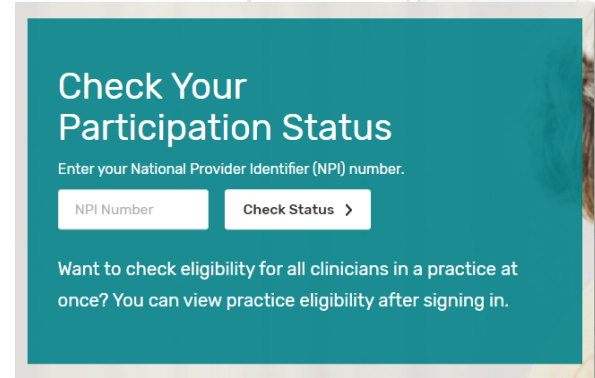 Check Your
Participation Status
Enter your National Provider Identifier (NPI) number.
NPI Number
Check Status
Want to check eligibility for all clinicians in a practice at
once? You can view practice eligibility after signing in.